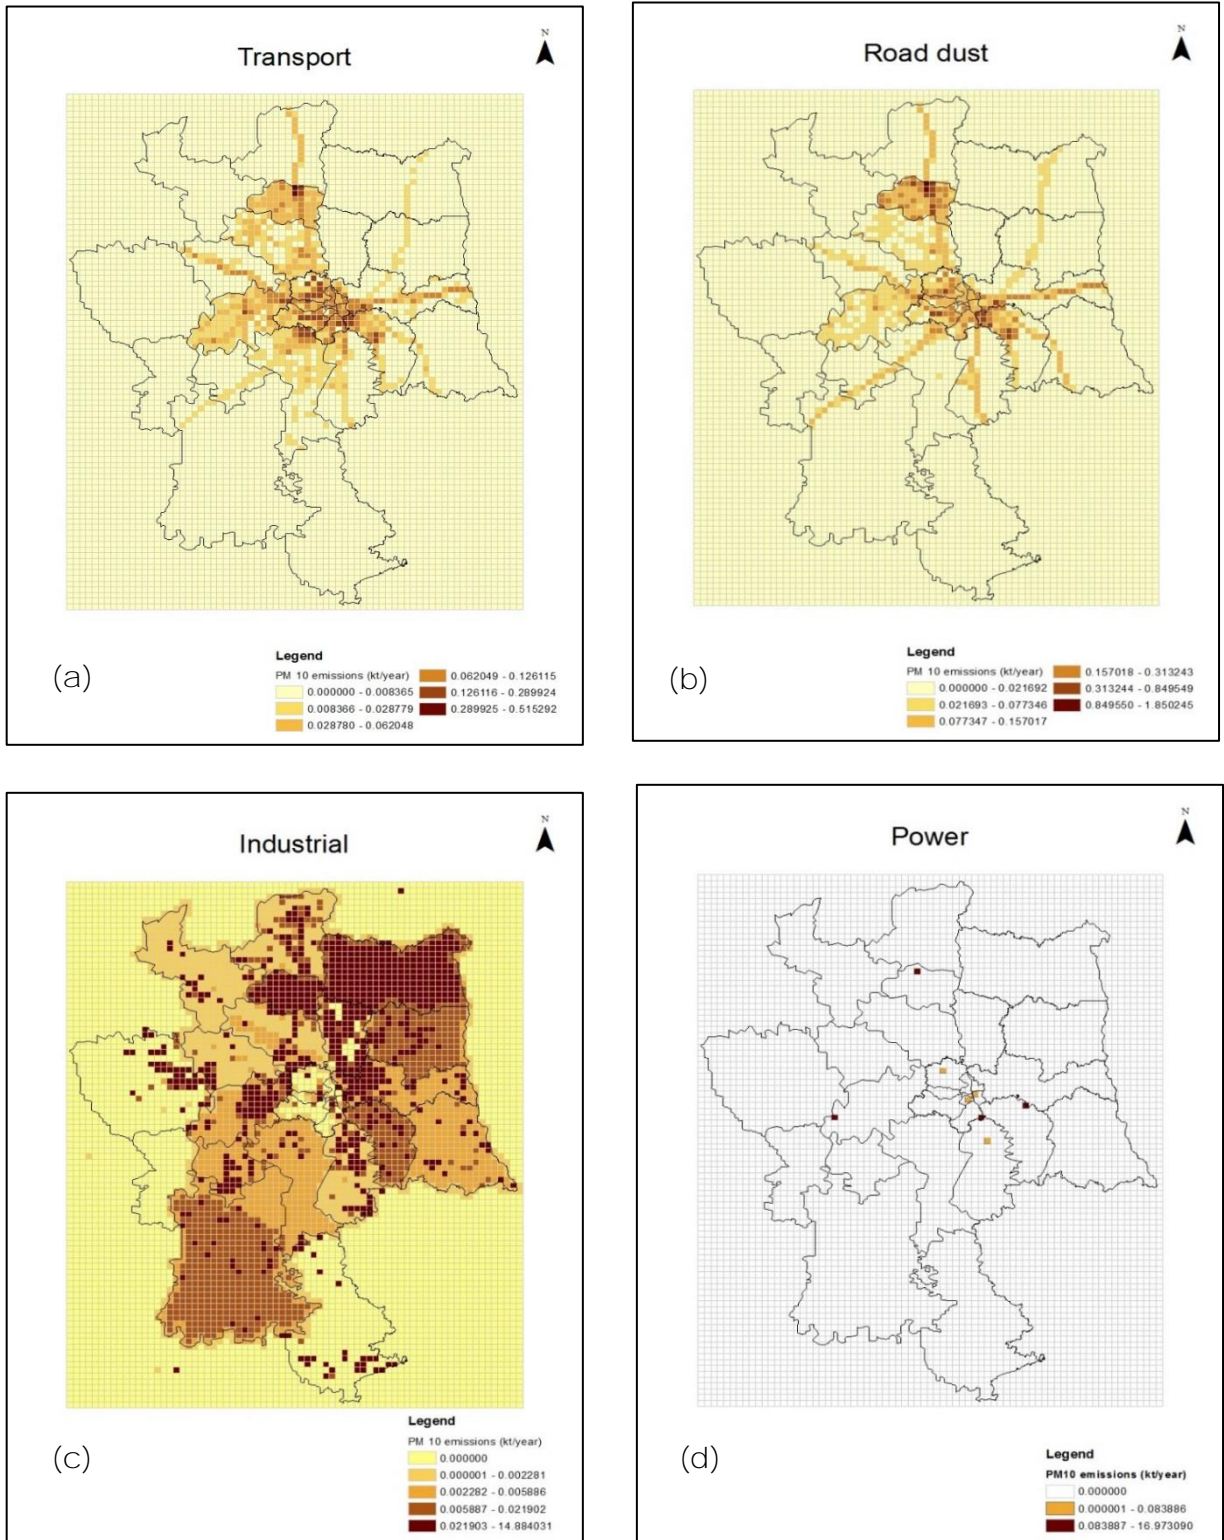 N
Transport
Legend
PM 10 emissions (kt/year)
0.000000 - 0.008365
0.008366 - 0.028779
0.028780 - 0.062048
0.062049 - 0.126115
0.126116 - 0.289924
0.289925 - 0.515292
(a)
N
Road dust
Legend
PM 10 emissions (kt/year)
0.000000 - 0.021692
0.021693 - 0.077346
0.077347 - 0.157017
0.157018 - 0.313243
0.313244 - 0.849549
0.849550 - 1.850245
(b)
N
Industrial
Legend
PM 10 emissions (kt/year)
0.000000
0.000001 - 0.002281
0.002282 - 0.005886
0.005887 - 0.021902
0.021903 - 14.884031
(c)
N
Power
Legend
PM10 emissions (kt/year)
0.000000
0.000001 - 0.083886
0.083887 - 16.973090
(d)